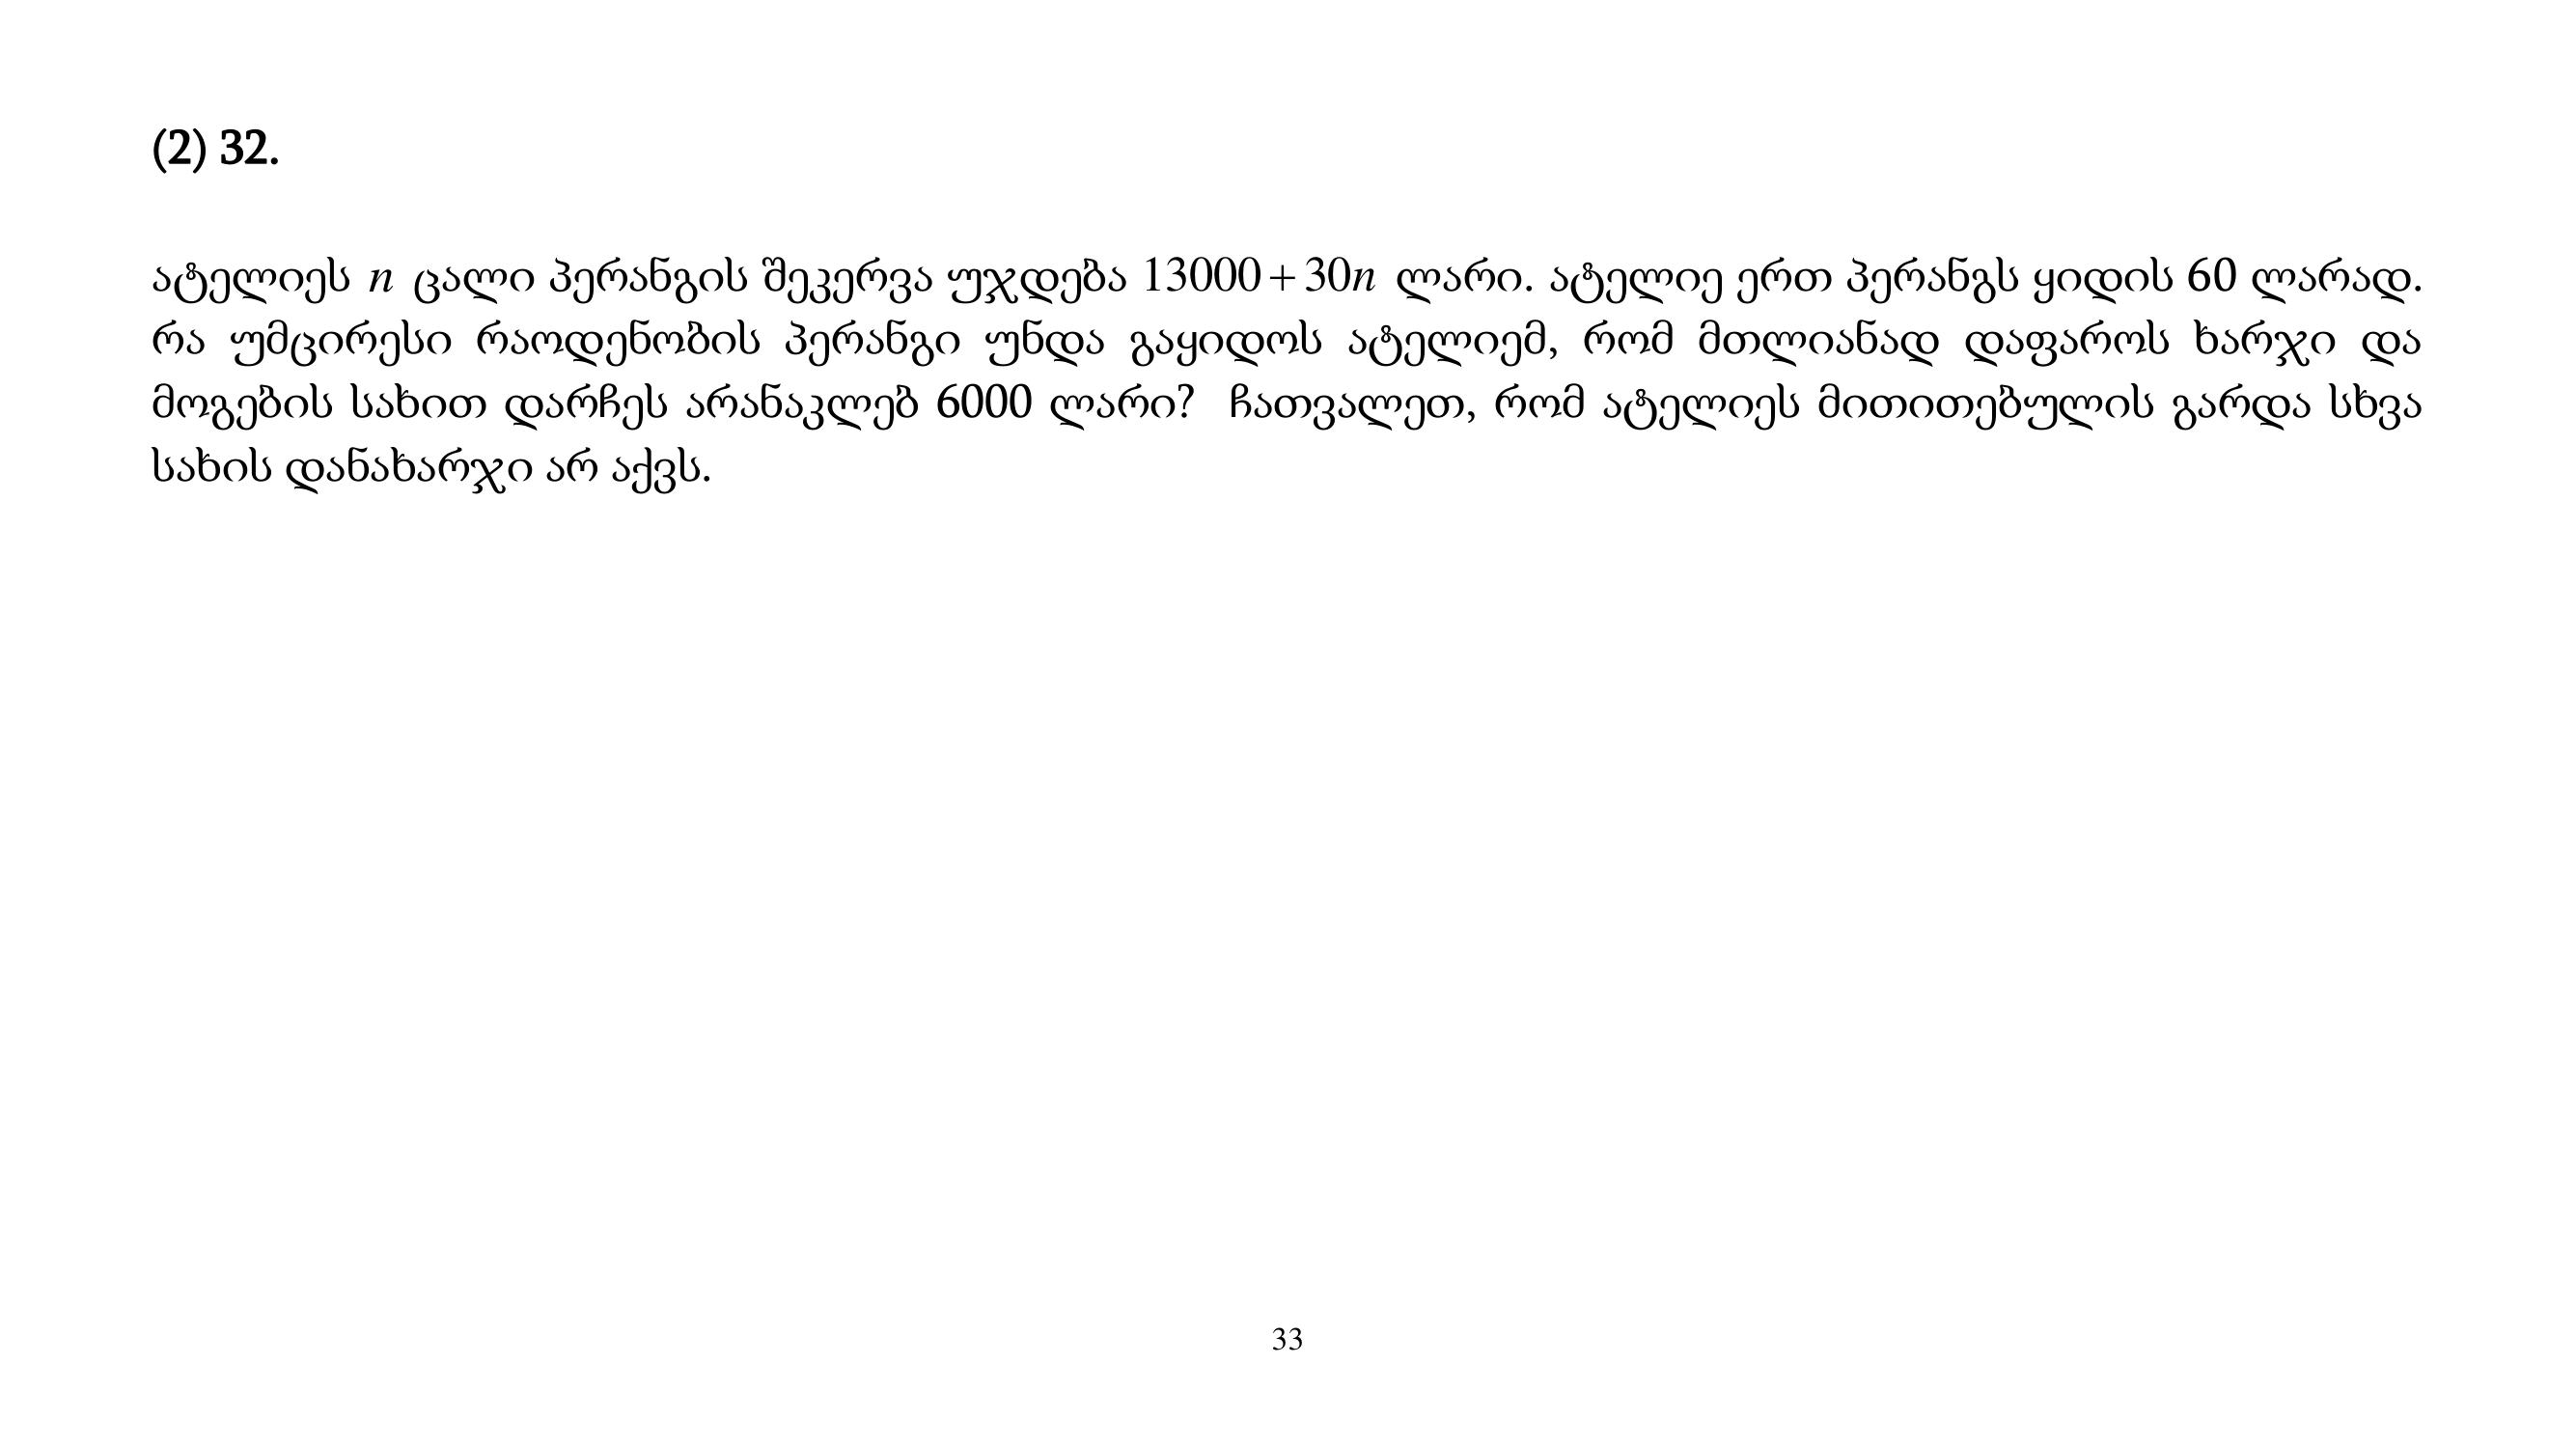 (2) 32.
ატელიეს n ცალი პერანგის შეკერვა უჯდება 13000+30n ლარი. ატელიე ერთ პერანგს ყიდის 60 ლარად.
რა უმცირესი რაოდენობის პერანგი უნდა გაყიდოს ატელიემ, რომ მთლიანად დაფაროს ხარჯი და
მოგების სახით დარჩეს არანაკლებ 6000 ლარი? ჩათვალეთ, რომ ატელიეს მითითებულის გარდა სხვა
სახის დანახარჯი არ აქვს.
33